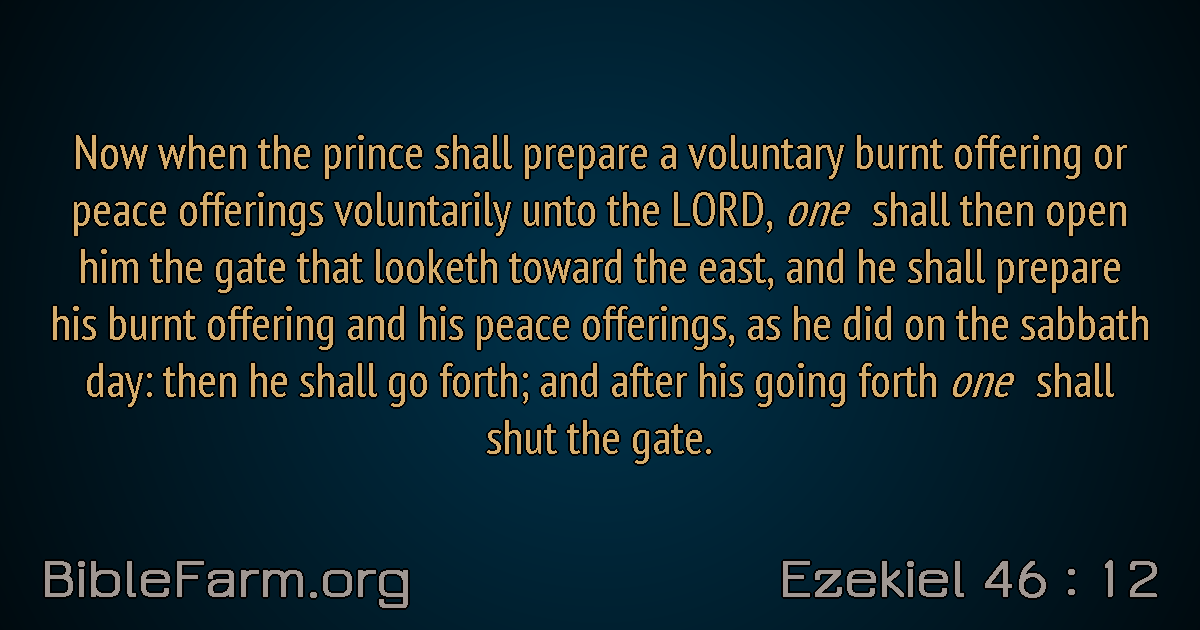 Now when the prince shall prepare a voluntary burnt offering or
peace offerings voluntarily unto the LORD, one shall then open
him the gate that looketh toward the east, and he shall prepare
his burnt offering and his peace offerings, as he did on the sabbath
day: then he shall go forth; and after his going forth one shall
shut the gate.
BibleFarm.org
Ezekiel 46 : 12